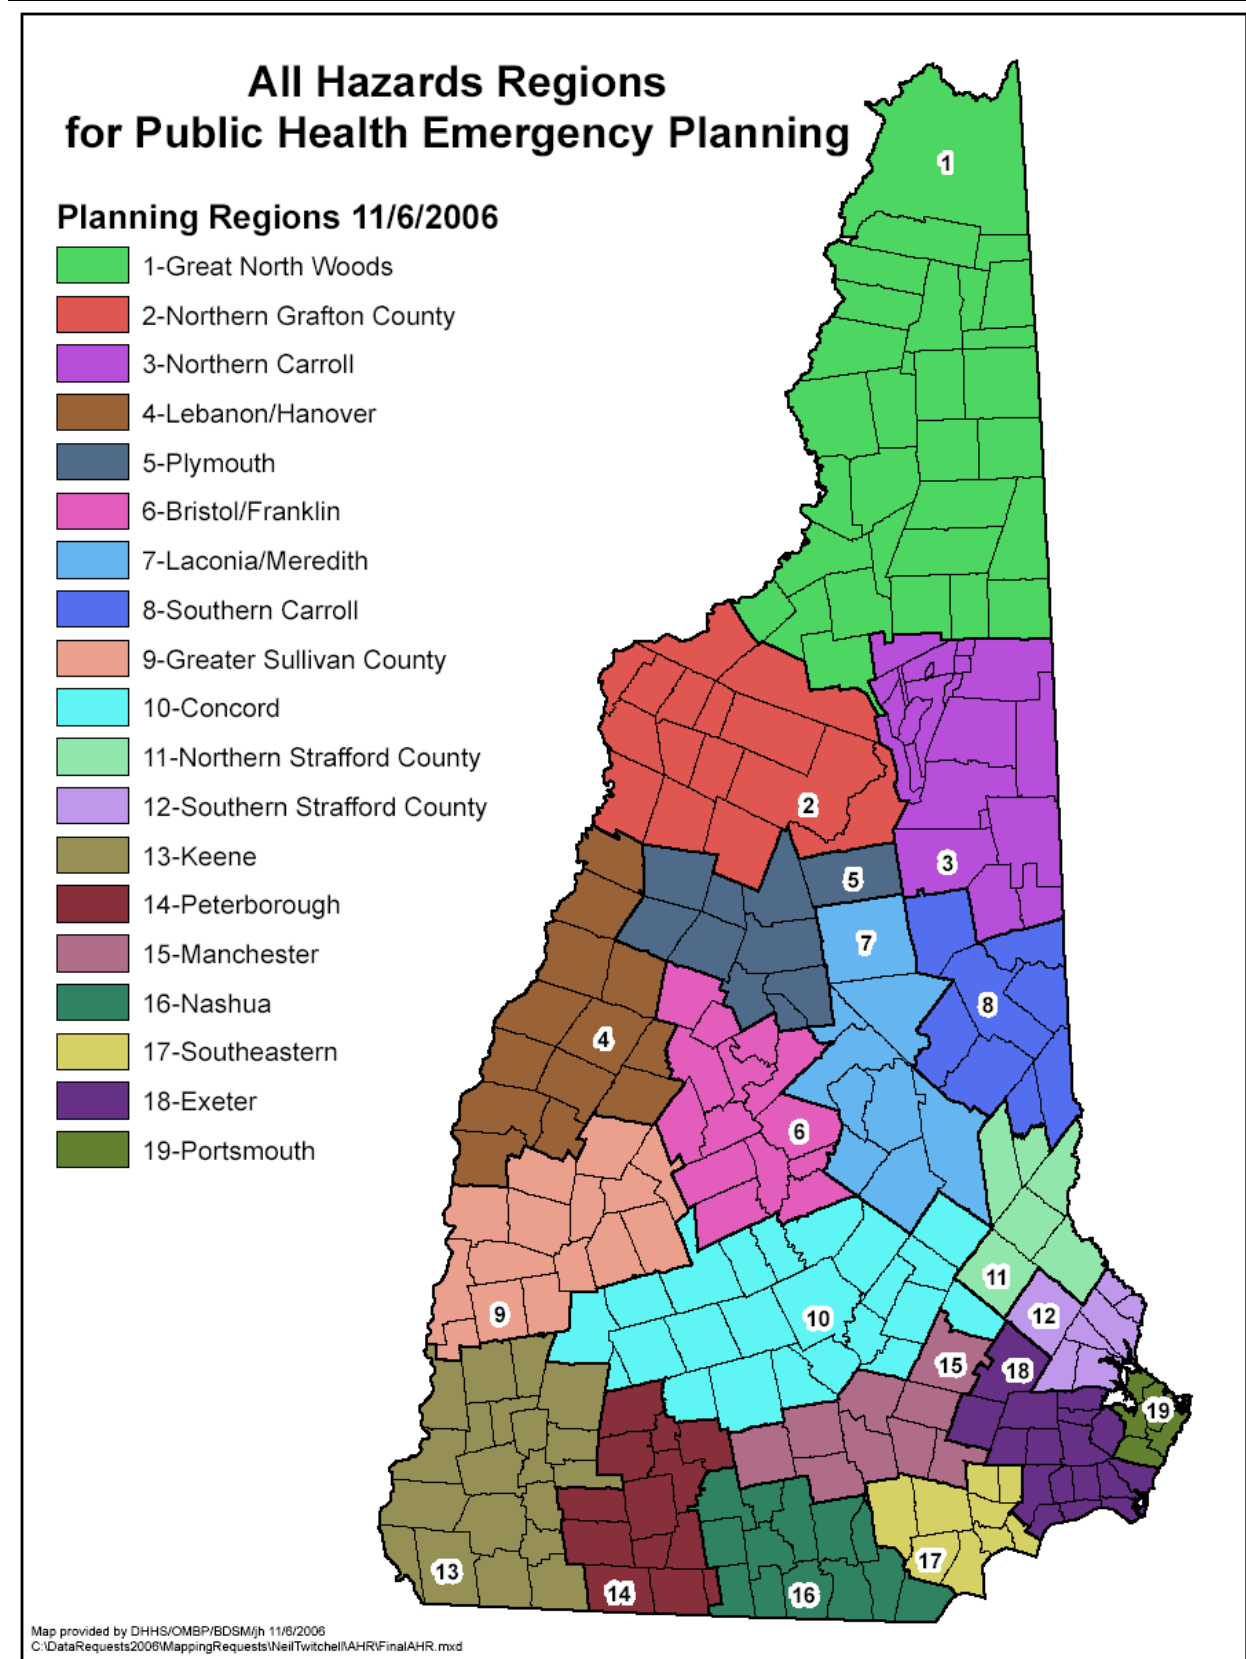 All Hazards Regions
for Public Health Emergency Planning
Planning Regions 11/6/2006
1-Great North Woods
2-Northern Grafton County
3-Northern Carroll
4-Lebanon/Hanover
5-Plymouth
6-Bristol/Franklin
7-Laconia/Meredith
8-Southern Carroll
9-Greater Sullivan County
10-Concord
11-Northern Strafford County
12-Southern Strafford County
13-Keene
14-Peterborough
15-Manchester
16-Nashua
17-Southeastern
18-Exeter
19-Portsmouth
1
2
3
5
7
8
4
6
11
9
10
12
15
18
19
17
13
14
16
Map provided by DHHS/OMBP/BDSM/jh 11/6/2006
C:\DataRequests2006\MappingRequests\NeilTwitchell\AHR\FinalAHR.mxd